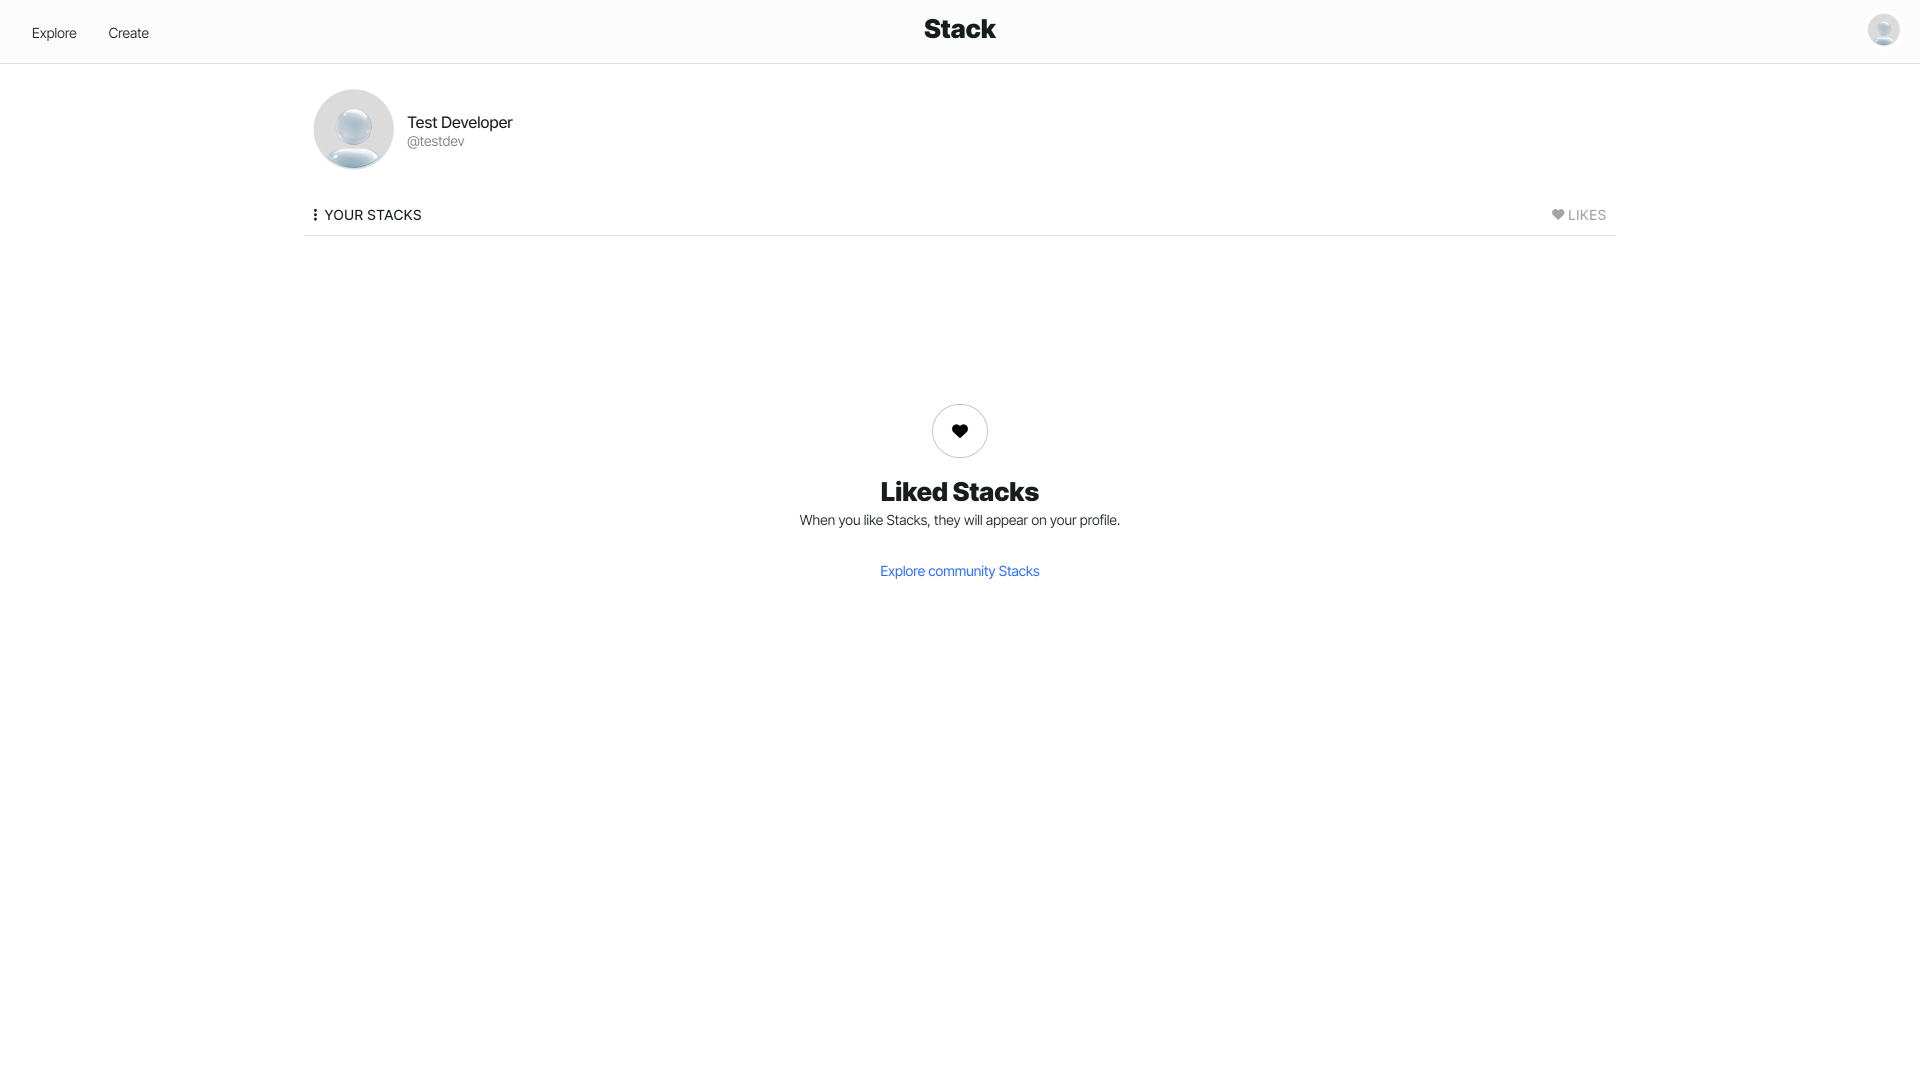 Explore
Create
Stack
Test Developer
@testdev
YOUR STACKS
LIKES
Liked Stacks
When you like Stacks, they will appear on your profile.
Explore community Stacks